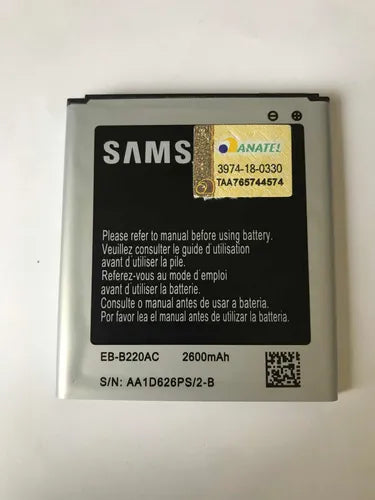 SAMS
ANATEL
3974-18-0330
TAA765744574
Please refer to manual before using battery.
Veuillez consulter le guide d'utilisation
avant d'utiliser la pile.
Referez-vous au mode d'emploi
avant d'utiliser la batterie.
Consulte o manual antes de usar a bateria.
Por favor lea el manual antes de utilizar la batería.
EB-B220AC 2600mAh
S/N: AA1D626PS/2-B